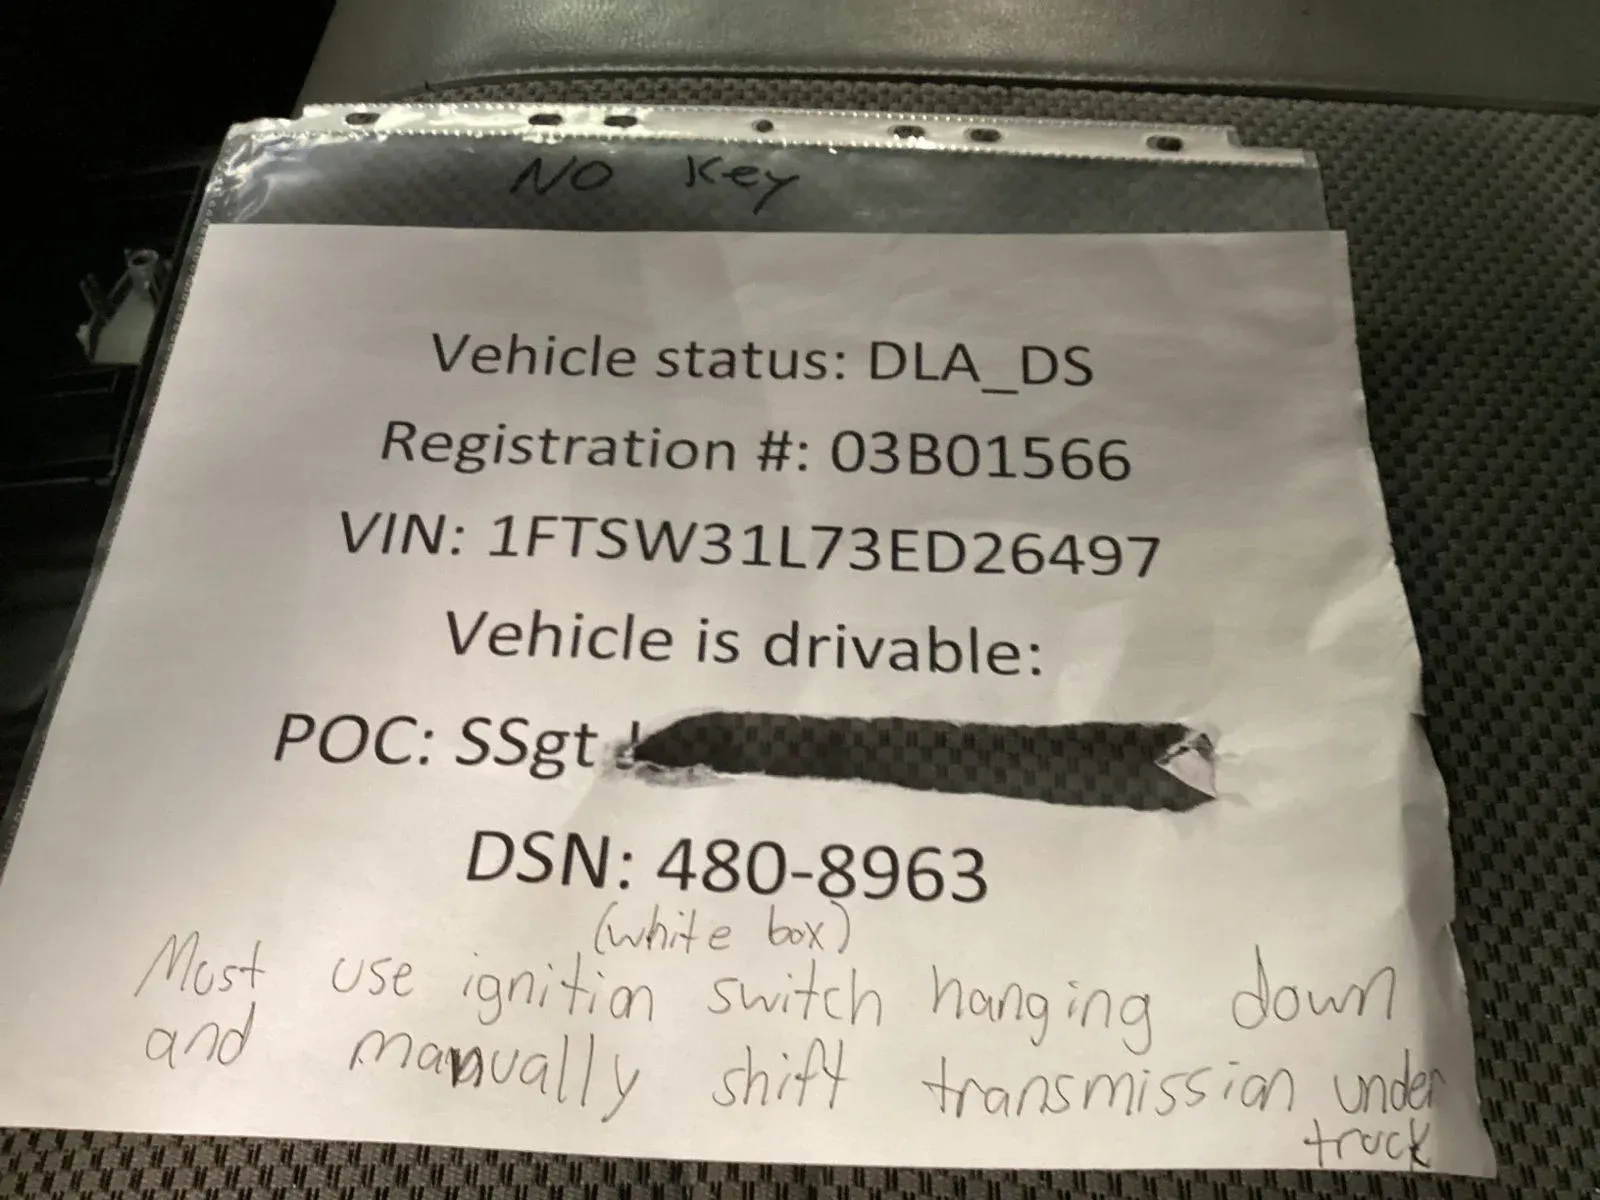 NO Key
Vehicle status: DLA_DS
Registration #: 03B01566
VIN: 1FTSW31L73ED26497
Vehicle is drivable:
POC: SSgt
DSN: 480-8963
(white box)
Must use ignition switch hanging down
and manually shift transmission under
truck